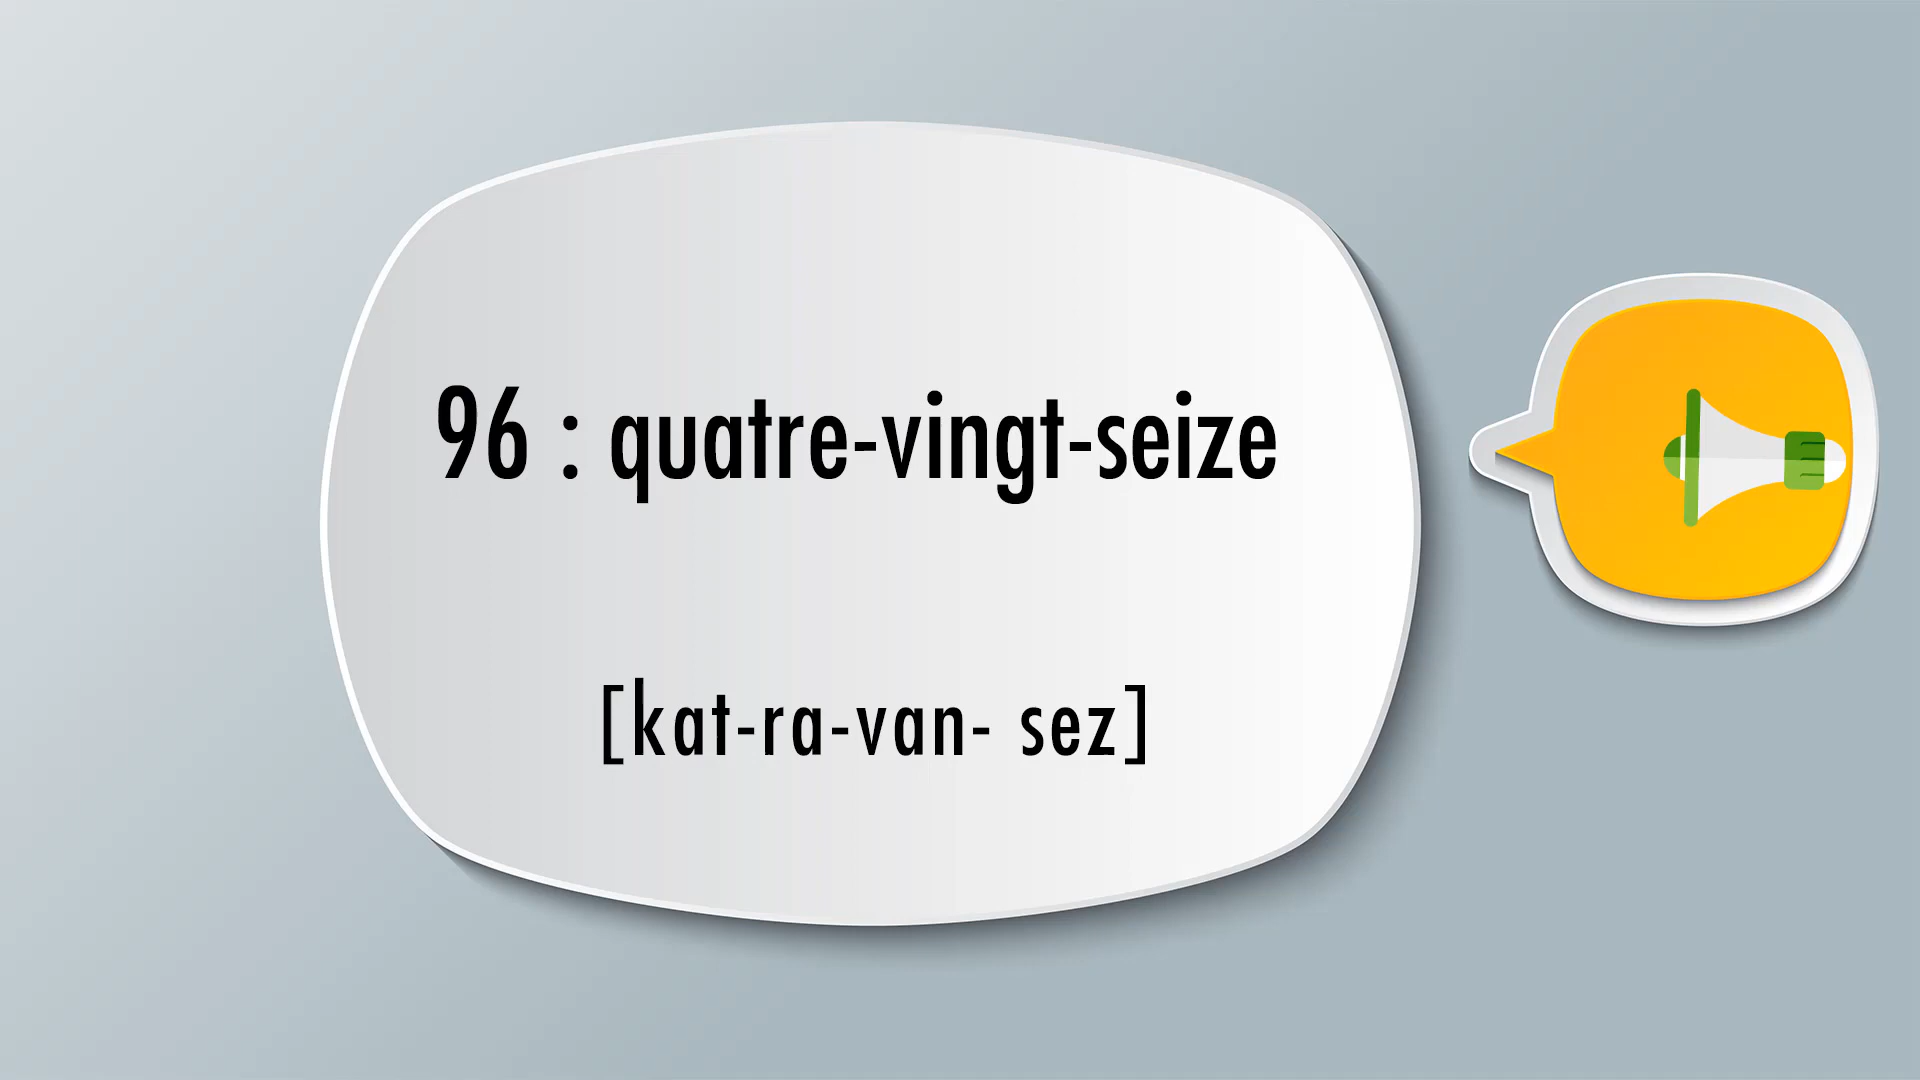 96 : quatre-vingt-seize
[kat-ra-van- sez]